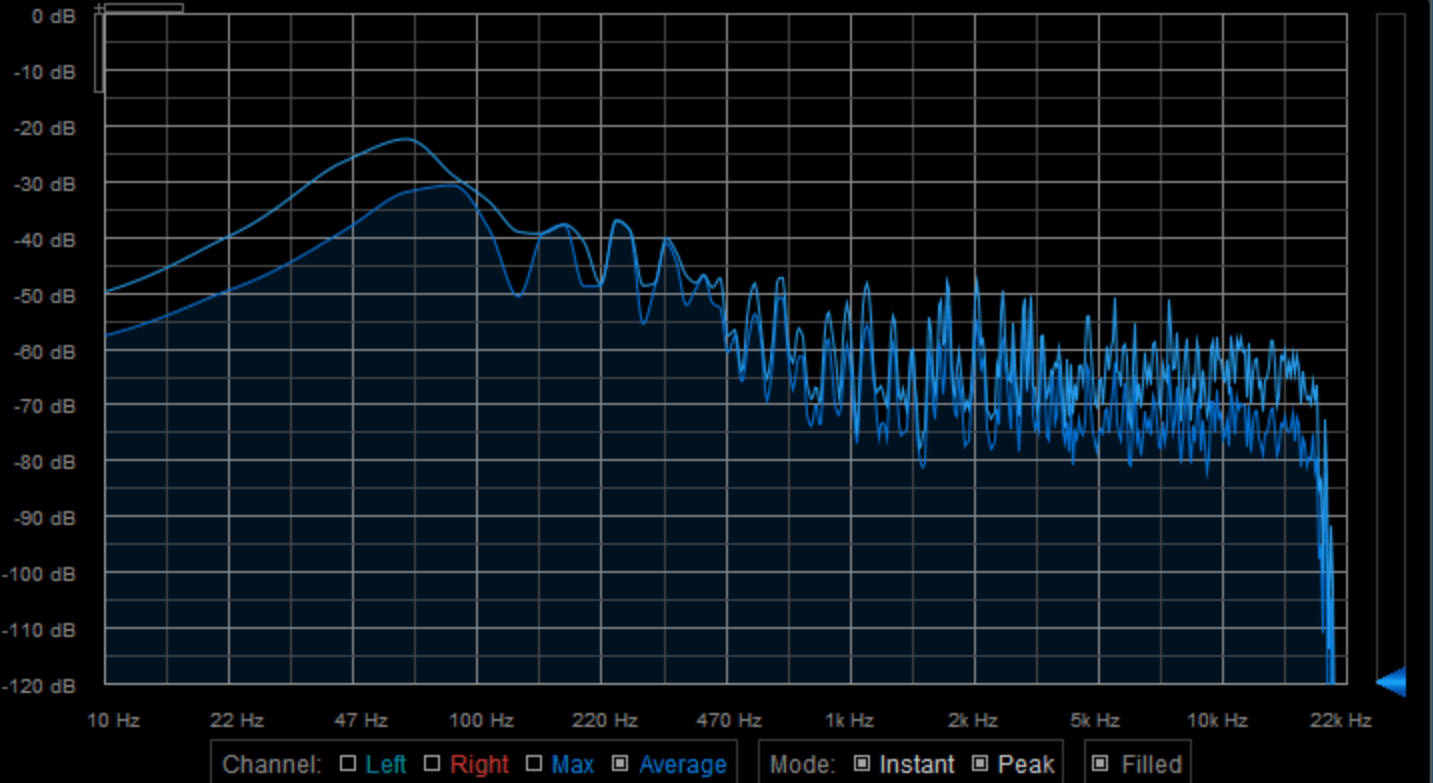 0 dB
-10 dB
-20 dB
-30 dB
-40 dB
-50 dB
-60 dB
-70 dB
-80 dB
-90 dB
-100 dB
-110 dB
-120 dB
10 Hz 22 Hz 47 Hz 100 Hz 220 Hz 470 Hz 1k Hz 2k Hz 5k Hz 10k Hz 22k Hz
Channel: Left Right Max Average Mode: Instant Peak Filled